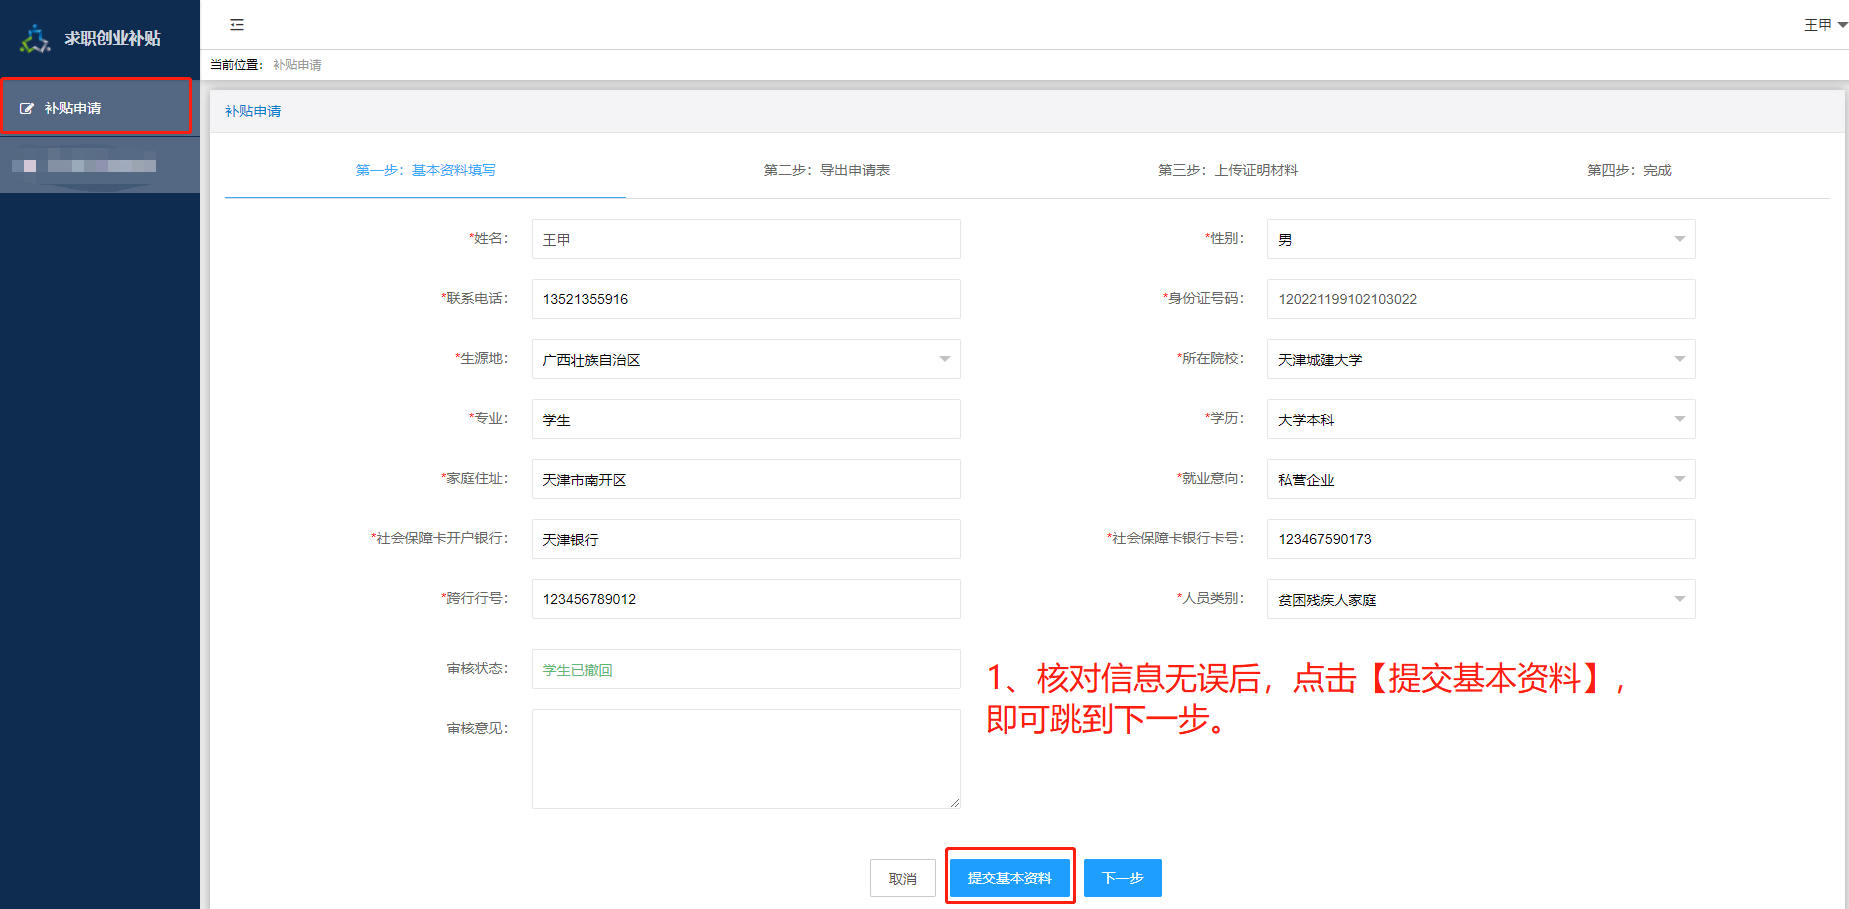 求职创业补贴
王甲
当前位置： 补贴申请
补贴申请
补贴申请
第一步：基本资料填写
第二步：导出申请表
第三步：上传证明材料
第四步：完成
*姓名： 王甲
*性别： 男
*联系电话： 13521355916
*身份证号码： 120221199102103022
*生源地： 广西壮族自治区
*所在院校： 天津城建大学
*专业： 学生
*学历： 大学本科
*家庭住址： 天津市南开区
*就业意向： 私营企业
*社会保障卡开户银行： 天津银行
*社会保障卡银行卡号： 123467590173
*跨行行号： 123456789012
*人员类别： 贫困残疾人家庭
审核状态： 学生已撤回
审核意见：
1、核对信息无误后，点击【提交基本资料】，
即可跳到下一步。
取消
提交基本资料
下一步